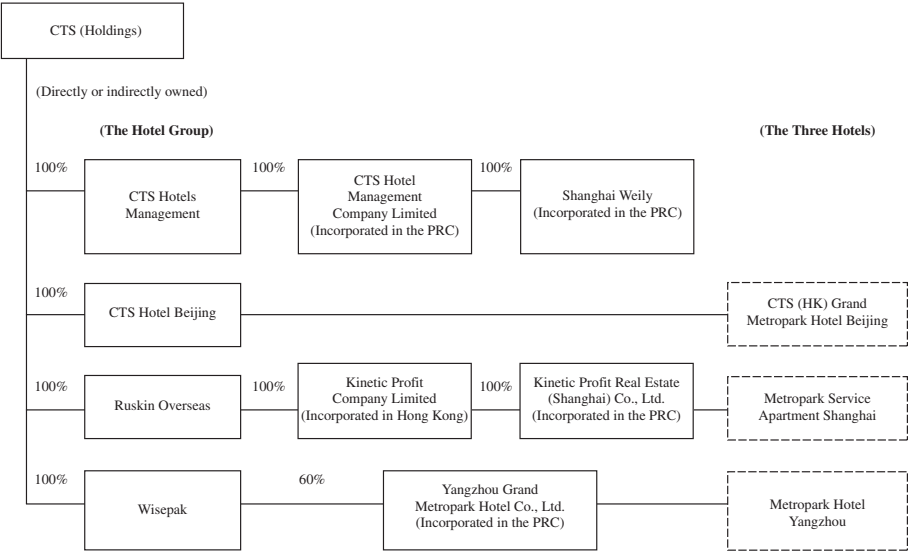 CTS (Holdings)
(Directly or indirectly owned)
(The Hotel Group)
(The Three Hotels)
100%
CTS Hotels
Management
100%
CTS Hotel
Management
Company Limited
(Incorporated in the PRC)
100%
Shanghai Weily
(Incorporated in the PRC)
100%
CTS Hotel Beijing
CTS (HK) Grand
Metropark Hotel Beijing
100%
Ruskin Overseas
100%
Kinetic Profit
Company Limited
(Incorporated in Hong Kong)
100%
Kinetic Profit Real Estate
(Shanghai) Co., Ltd.
(Incorporated in the PRC)
Metropark Service
Apartment Shanghai
100%
Wisepak
60%
Yangzhou Grand
Metropark Hotel Co., Ltd.
(Incorporated in the PRC)
Metropark Hotel
Yangzhou